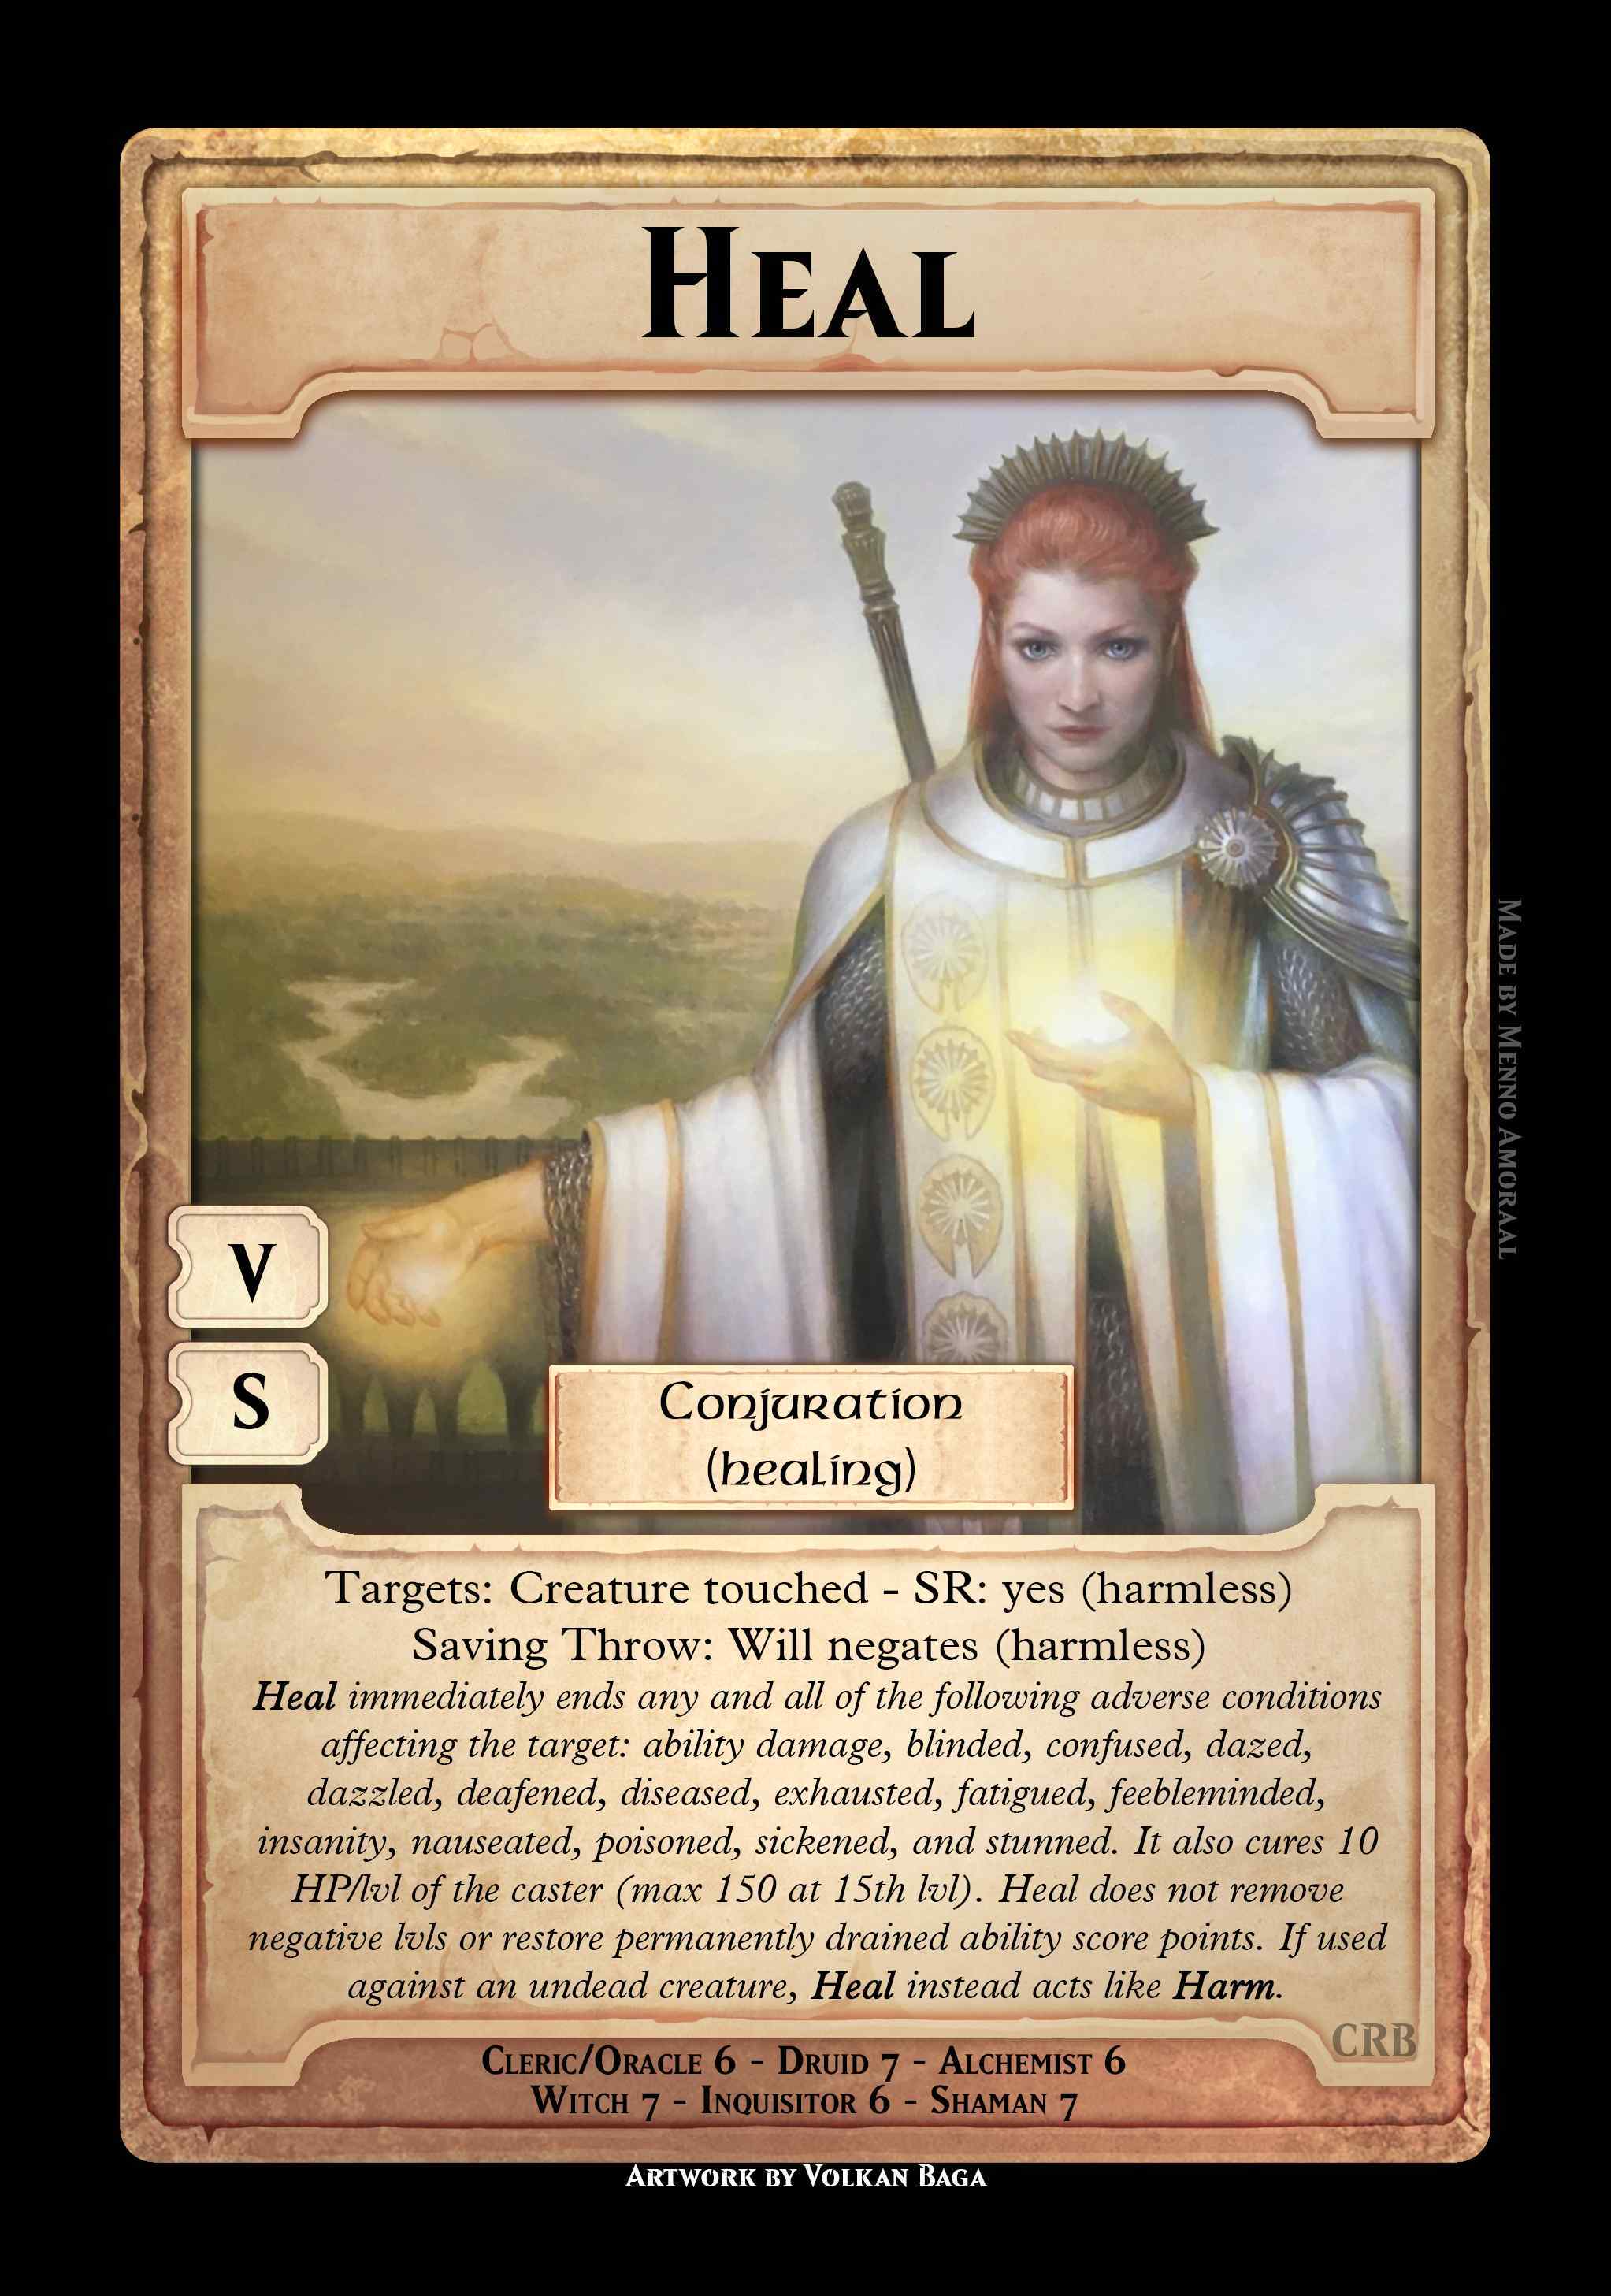 Heal
V
S
Conjuration
(healing)
Targets: Creature touched - SR: yes (harmless)
Saving Throw: Will negates (harmless)
Heal immediately ends any and all of the following adverse conditions
affecting the target: ability damage, blinded, confused, dazed,
dazzled, deafened, diseased, exhausted, fatigued, feebleminded,
insanity, nauseated, poisoned, sickened, and stunned. It also cures 10
HP/lvl of the caster (max 150 at 15th lvl). Heal does not remove
negative lvls or restore permanently drained ability score points. If used
against an undead creature, Heal instead acts like Harm.
CRB
Cleric/Oracle 6 - Druid 7 - Alchemist 6
Witch 7 - Inquisitor 6 - Shaman 7
Artwork by Volkan Baga
Made by Menno Amoraal